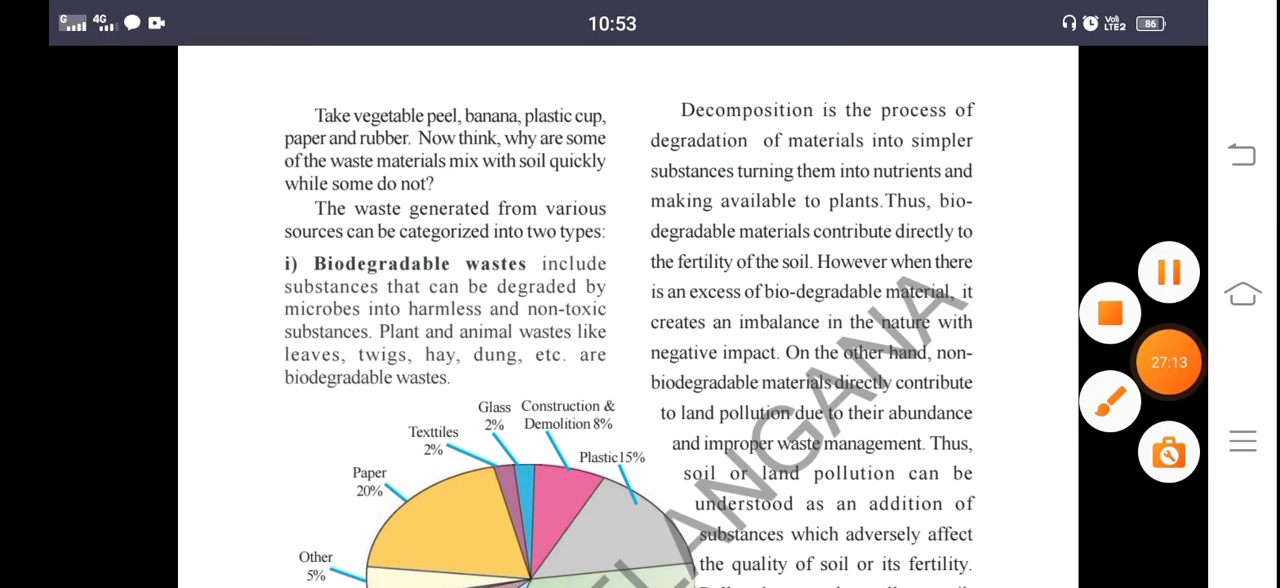 G 4G
10:53
Voll
LTE2
86
Take vegetable peel, banana, plastic cup,
paper and rubber. Now think, why are some
of the waste materials mix with soil quickly
while some do not?
The waste generated from various
sources can be categorized into two types:
i) Biodegradable wastes include
substances that can be degraded by
microbes into harmless and non-toxic
substances. Plant and animal wastes like
leaves, twigs, hay, dung, etc. are
biodegradable wastes.
Glass
2%
Construction &
Demolition 8%
Texttiles
2%
Plastic15%
Paper
20%
Other
5%
Decomposition is the process of
degradation of materials into simpler
substances turning them into nutrients and
making available to plants.Thus, bio-
degradable materials contribute directly to
the fertility of the soil. However when there
is an excess of bio-degradable material, it
creates an imbalance in the nature with
negative impact. On the other hand, non-
biodegradable materials directly contribute
to land pollution due to their abundance
and improper waste management. Thus,
soil or land pollution can be
understood as an addition of
substances which adversely affect
the quality of soil or its fertility.
ELANGANA
27:13